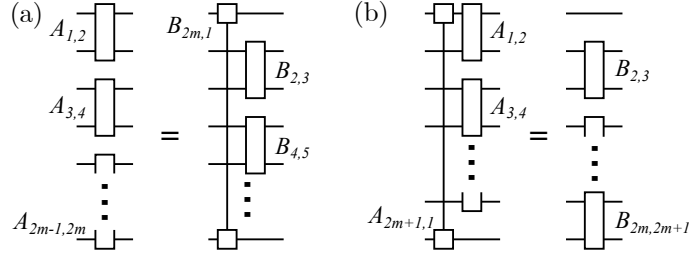 (a)
A1,2
A3,4
A2m-1,2m
=
B2m,1
B2,3
B4,5
(b)
A1,2
A3,4
A2m+1,1
=
B2,3
B2m,2m+1